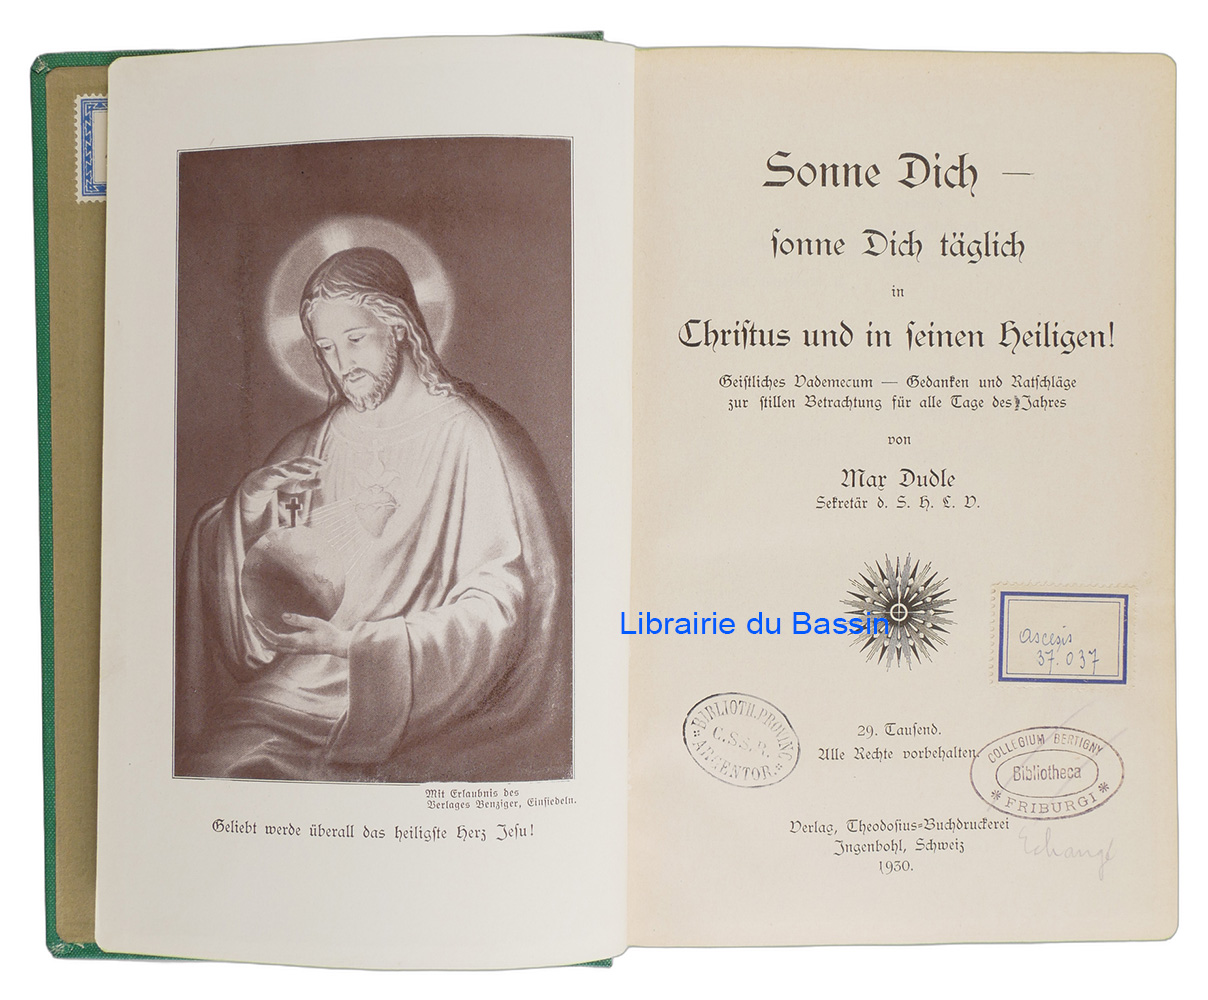 Mit Erlaubnis des
Verlages Benziger, Einsiedeln.
Geliebt werde überall das heiligste Herz Jesu!
Sonne Dich —
ſonne Dich täglich
in
Chriſtus und in ſeinen Heiligen!
Geiſtliches Vademecum — Gedanken und Ratſchläge
zur ſtillen Betrachtung für alle Tage des Jahres
von
Max Dudle
Sekretär d. S. H. L. V.
Librairie du Bassin
ascesis
37.037
BIBLIOTH. PROVINC
C.SS.R.
ARGENTOR.
29. Tauſend.
Alle Rechte vorbehalten.
COLLEGIUM BERTIGNY
Bibliotheca
FRIBURGI
Verlag, Theodoſius-Buchdruckerei
Ingenbohl, Schweiz
1930.
Echange